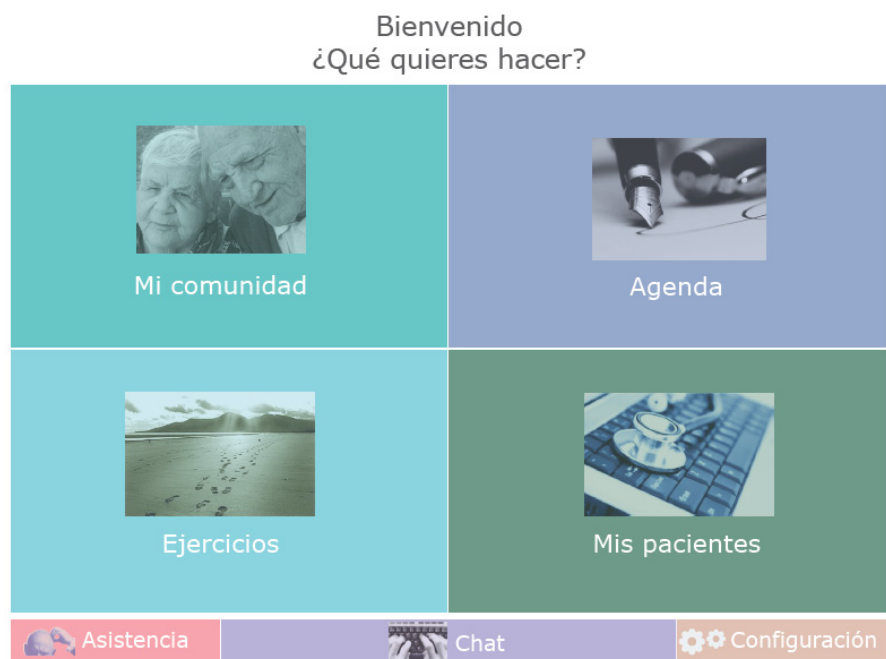 Bienvenido
¿Qué quieres hacer?
Mi comunidad
Agenda
Ejercicios
Mis pacientes
Asistencia
Chat
Configuración